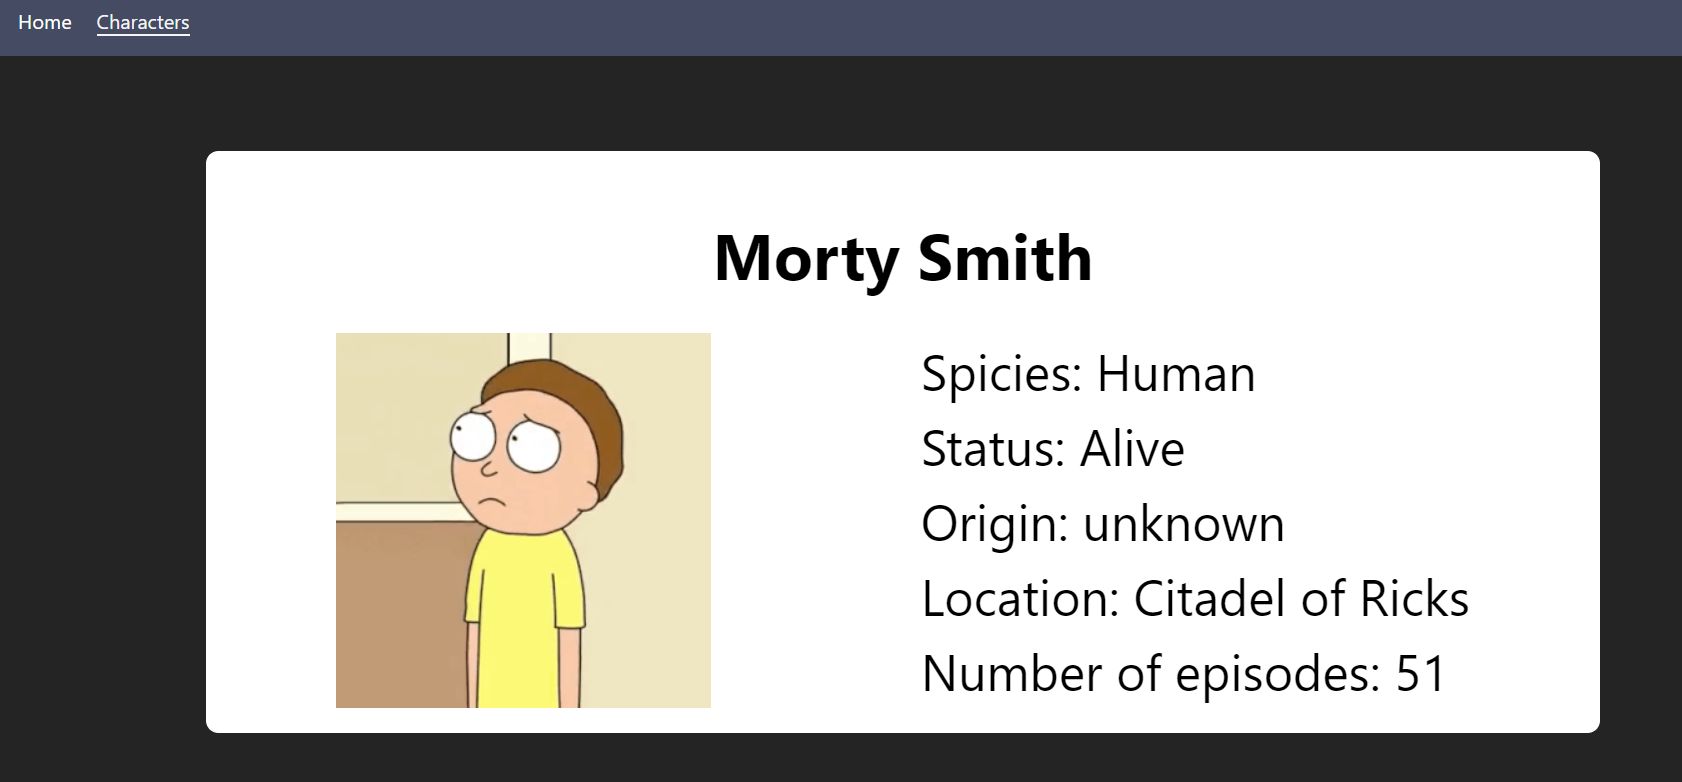 Home Characters
Morty Smith
Spicies: Human
Status: Alive
Origin: unknown
Location: Citadel of Ricks
Number of episodes: 51